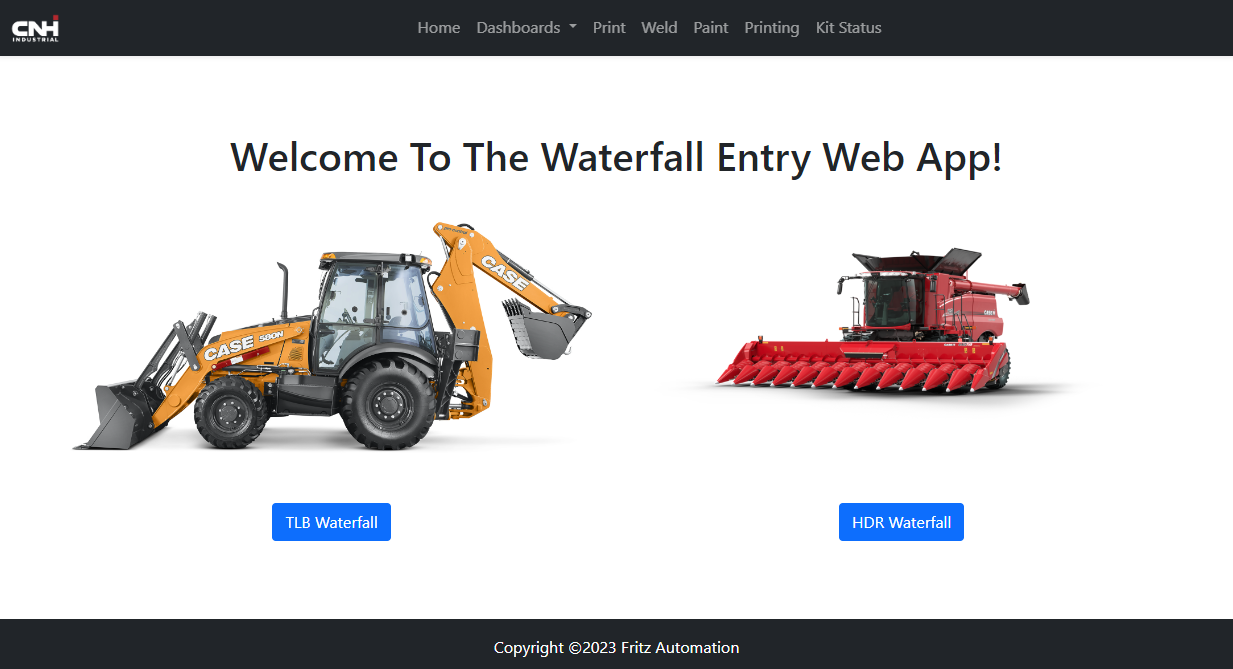 CNH
INDUSTRIAL
Home Dashboards Print Weld Paint Printing Kit Status
Welcome To The Waterfall Entry Web App!
CASE
CASE 580N
TLB Waterfall
HDR Waterfall
Copyright ©2023 Fritz Automation